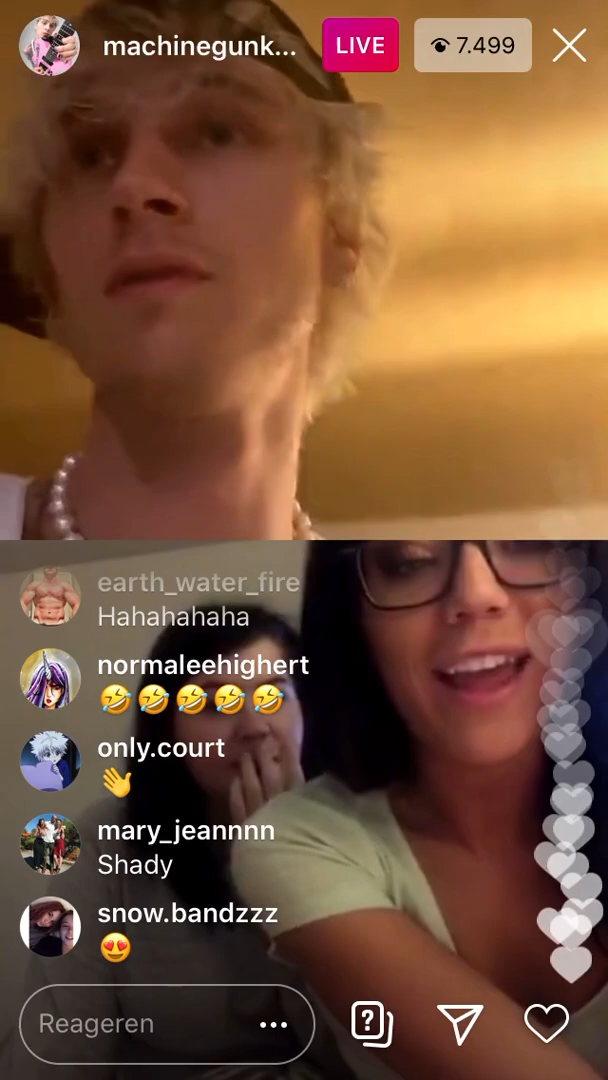 machinegunk...
LIVE
7.499
earth_water_fire
Hahahahaha
normaleehighert
🤣🤣🤣🤣🤣
only.court
👋
mary_jeannnn
Shady
snow.bandzzz
😍
Reageren